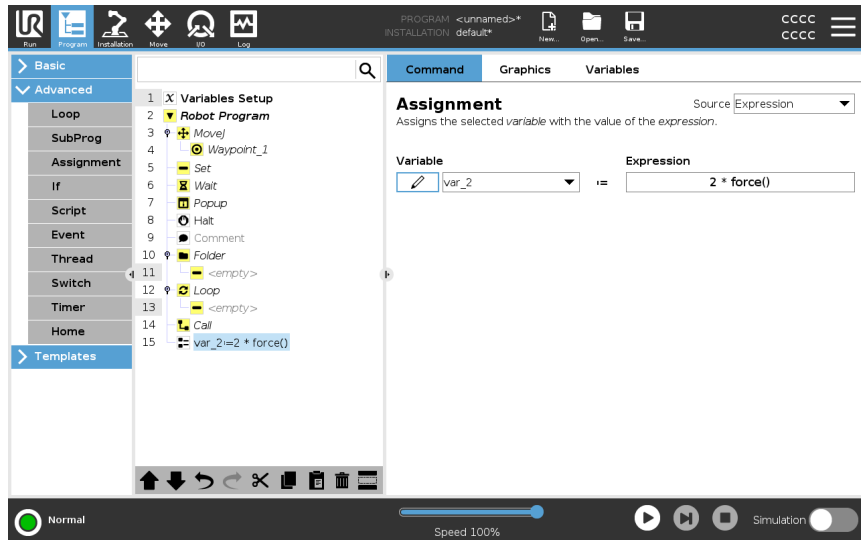 UR
PROGRAM <unnamed>*
INSTALLATION default*
CCCC
CCCC
Run Program Installation Move I/O Log New... Open... Save...
Basic
Advanced
Loop
SubProg
Assignment
If
Script
Event
Thread
Switch
Timer
Home
Templates
1 X Variables Setup
2 Robot Program
3 MoveJ
4 Waypoint_1
5 Set
6 Wait
7 Popup
8 Halt
9 Comment
10 Folder
11 <empty>
12 Loop
13 <empty>
14 Call
15 var_2≔2 * force()
Command Graphics Variables
Assignment
Source Expression
Assigns the selected variable with the value of the expression.
Variable Expression
var_2 ≔ 2 * force()
Normal
Speed 100%
Simulation